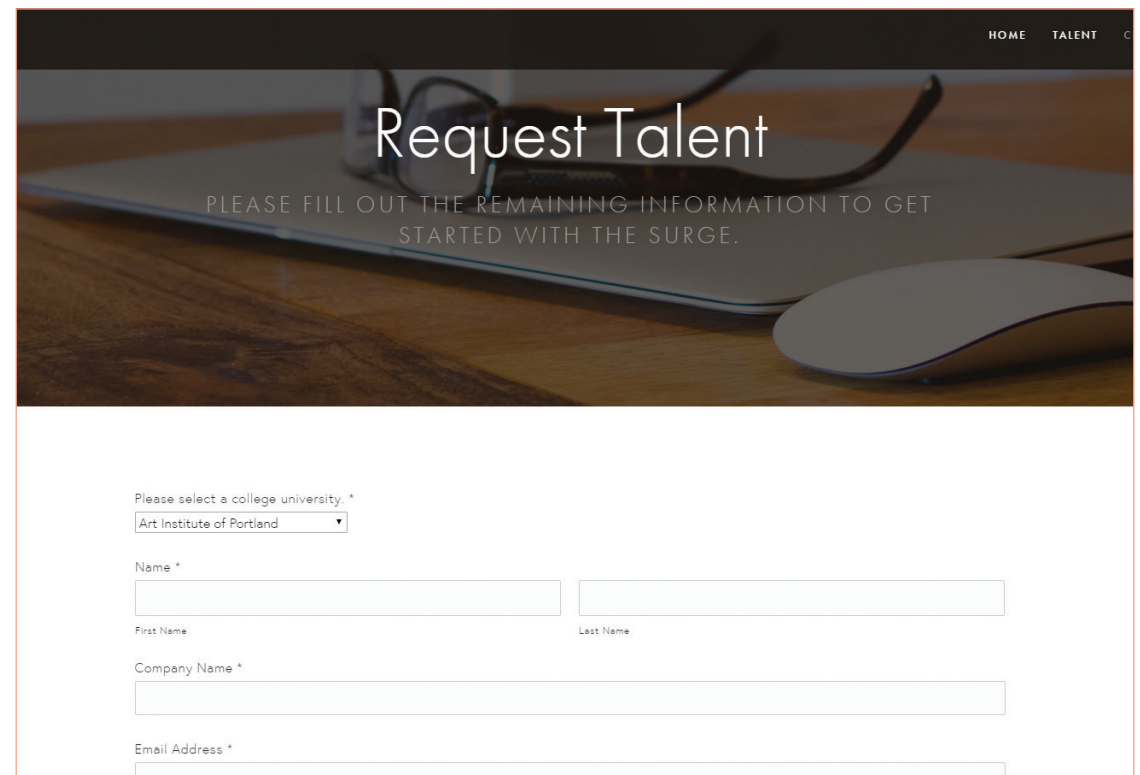 HOME TALENT C
Request Talent
PLEASE FILL OUT THE REMAINING INFORMATION TO GET
STARTED WITH THE SURGE.
Please select a college university. *
Art Institute of Portland
Name *
First Name Last Name
Company Name *
Email Address *